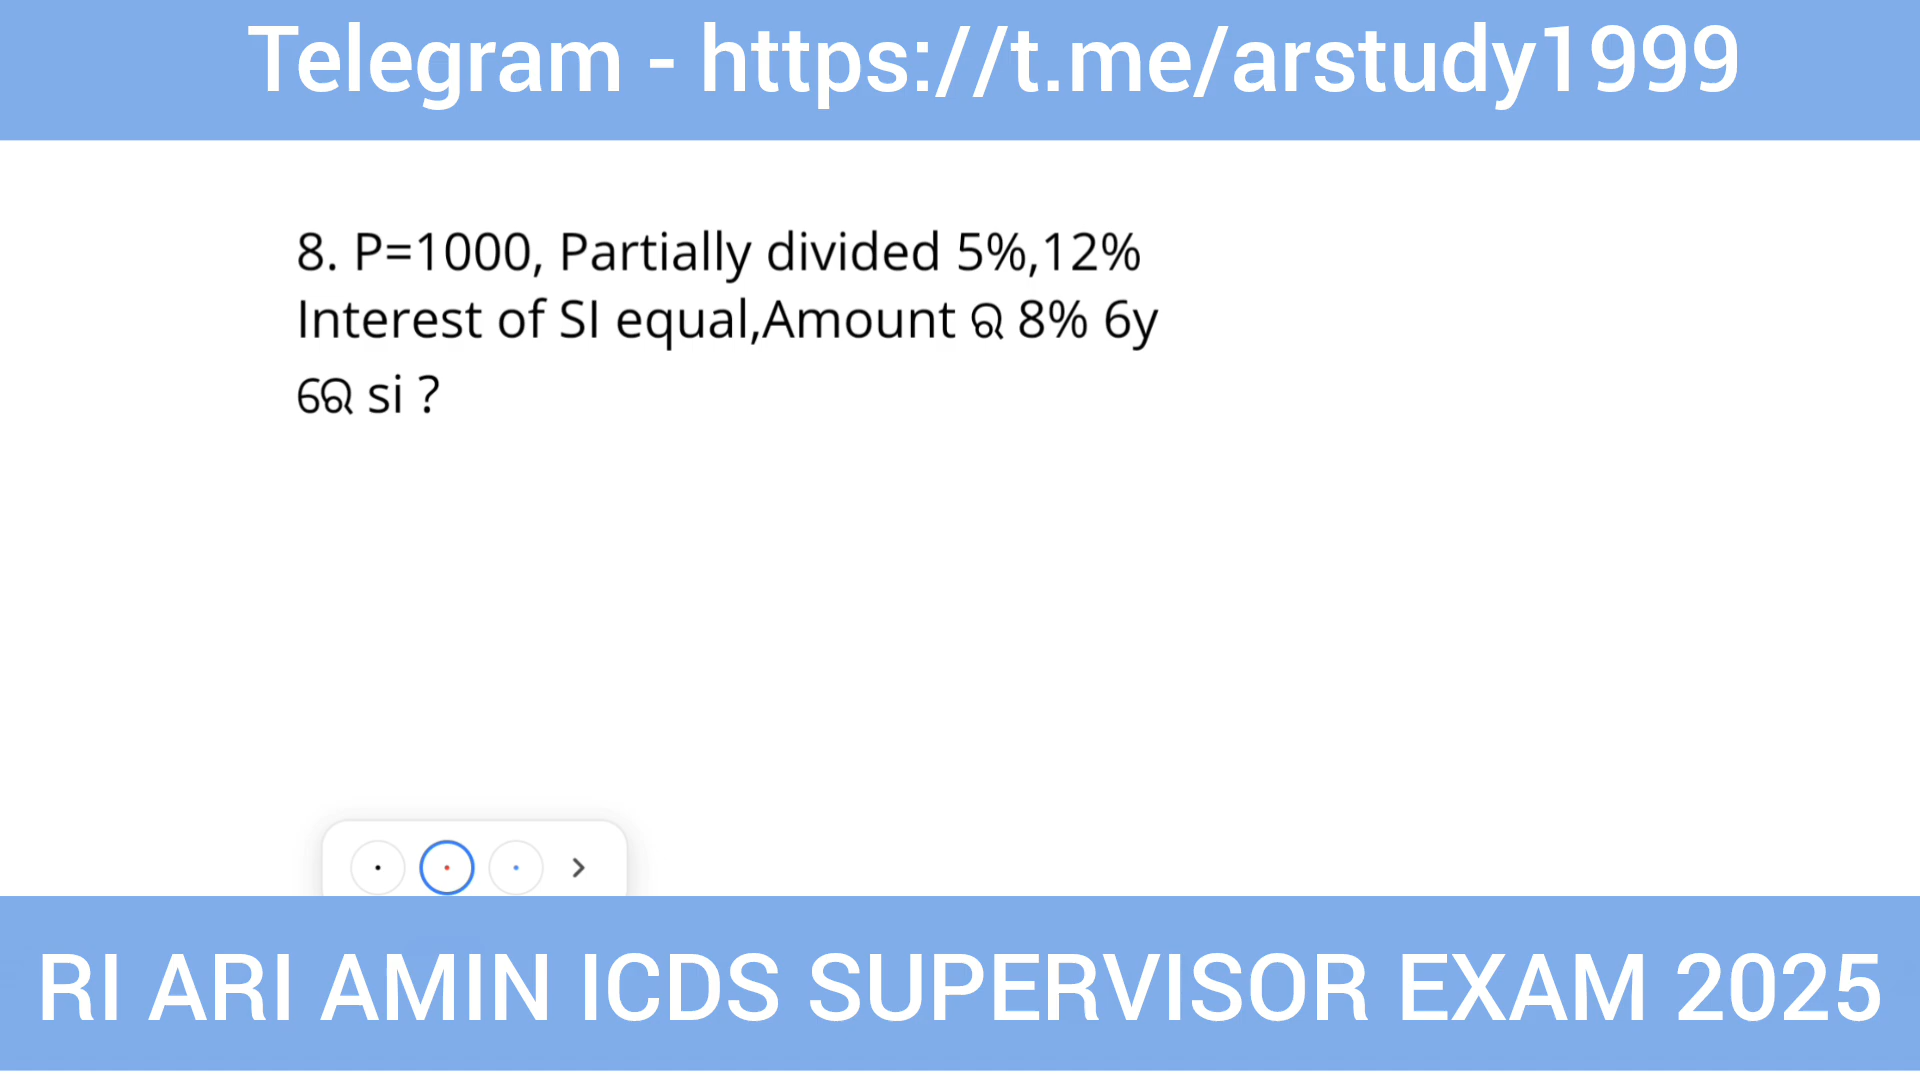 Telegram - https://t.me/arstudy1999
8. P=1000, Partially divided 5%,12%
Interest of SI equal,Amount ର 8% 6y
ରେ si ?
RI ARI AMIN ICDS SUPERVISOR EXAM 2025